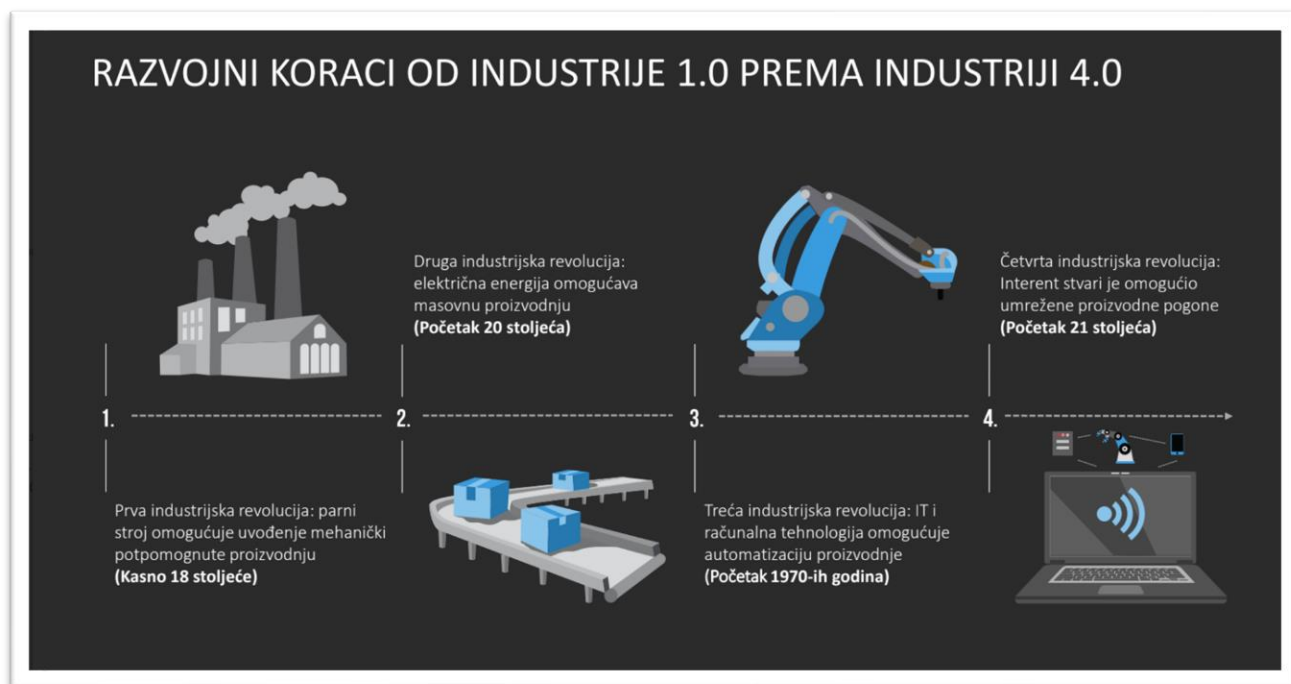 RAZVOJNI KORACI OD INDUSTRIJE 1.0 PREMA INDUSTRIJI 4.0
1.
Prva industrijska revolucija: parni
stroj omogućuje uvođenje mehanički
potpomognute proizvodnju
(Kasno 18 stoljeće)
2.
Druga industrijska revolucija:
električna energija omogućava
masovnu proizvodnju
(Početak 20 stoljeća)
3.
Treća industrijska revolucija: IT i
računalna tehnologija omogućuje
automatizaciju proizvodnje
(Početak 1970-ih godina)
4.
Četvrta industrijska revolucija:
Interent stvari je omogućio
umrežene proizvodne pogone
(Početak 21 stoljeća)